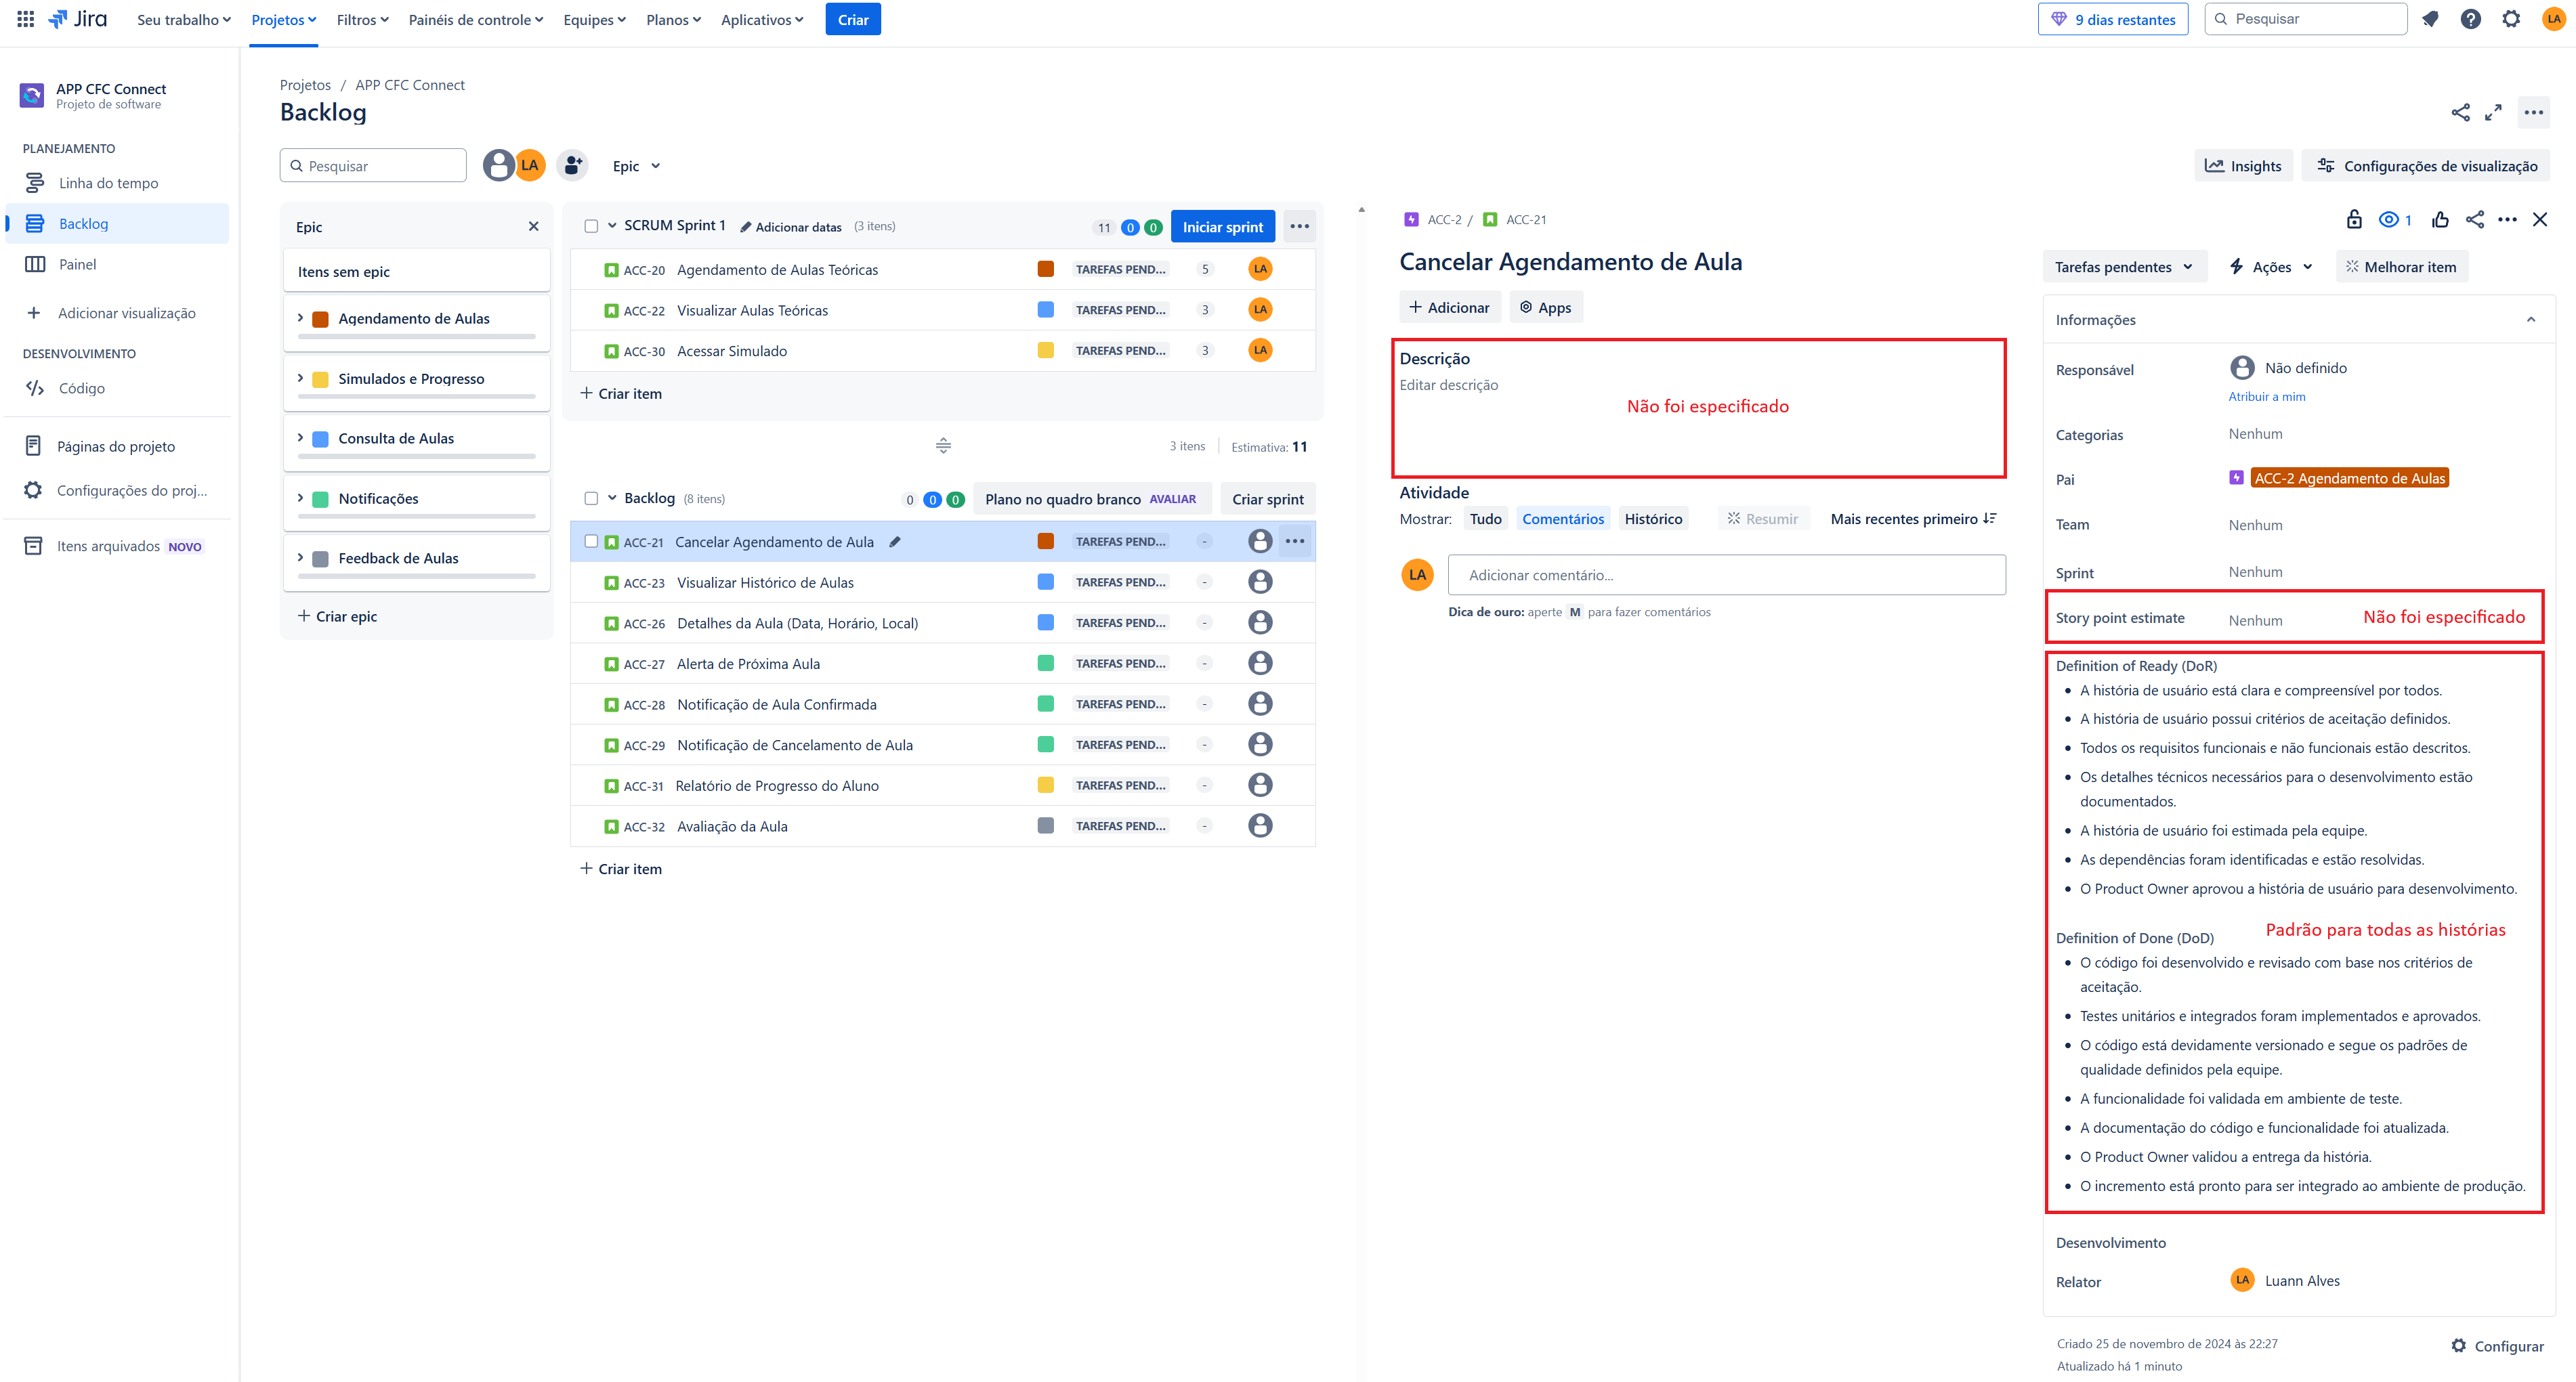 Jira
Seu trabalho
Projetos
Filtros
Painéis de controle
Equipes
Planos
Aplicativos
Criar
9 dias restantes
Pesquisar
LA
APP CFC Connect
Projeto de software
PLANEJAMENTO
Linha do tempo
Backlog
Painel
Adicionar visualização
DESENVOLVIMENTO
Código
Páginas do projeto
Configurações do proj...
Itens arquivados NOVO
Projetos / APP CFC Connect
Backlog
Pesquisar
LA
Epic
Insights
Configurações de visualização
Epic
Itens sem epic
Agendamento de Aulas
Simulados e Progresso
Consulta de Aulas
Notificações
Feedback de Aulas
Criar epic
SCRUM Sprint 1 Adicionar datas (3 itens) 11 0 0 Iniciar sprint
ACC-20 Agendamento de Aulas Teóricas TAREFAS PEND... 5 LA
ACC-22 Visualizar Aulas Teóricas TAREFAS PEND... 3 LA
ACC-30 Acessar Simulado TAREFAS PEND... 3 LA
Criar item
3 itens Estimativa: 11
Backlog (8 itens) 0 0 0 Plano no quadro branco AVALIAR Criar sprint
ACC-21 Cancelar Agendamento de Aula TAREFAS PEND... -
ACC-23 Visualizar Histórico de Aulas TAREFAS PEND... -
ACC-26 Detalhes da Aula (Data, Horário, Local) TAREFAS PEND... -
ACC-27 Alerta de Próxima Aula TAREFAS PEND... -
ACC-28 Notificação de Aula Confirmada TAREFAS PEND... -
ACC-29 Notificação de Cancelamento de Aula TAREFAS PEND... -
ACC-31 Relatório de Progresso do Aluno TAREFAS PEND... -
ACC-32 Avaliação da Aula TAREFAS PEND... -
Criar item
ACC-2 / ACC-21
1
Cancelar Agendamento de Aula
Adicionar
Apps
Descrição
Editar descrição
Não foi especificado
Atividade
Mostrar: Tudo Comentários Histórico Resumir Mais recentes primeiro
LA
Adicionar comentário...
Dica de ouro: aperte M para fazer comentários
Tarefas pendentes
Ações
Melhorar item
Informações
Responsável Não definido
Atribuir a mim
Categorias Nenhum
Pai ACC-2 Agendamento de Aulas
Team Nenhum
Sprint Nenhum
Story point estimate Nenhum Não foi especificado
Definition of Ready (DoR)
• A história de usuário está clara e compreensível por todos.
• A história de usuário possui critérios de aceitação definidos.
• Todos os requisitos funcionais e não funcionais estão descritos.
• Os detalhes técnicos necessários para o desenvolvimento estão
documentados.
• A história de usuário foi estimada pela equipe.
• As dependências foram identificadas e estão resolvidas.
• O Product Owner aprovou a história de usuário para desenvolvimento.
Padrão para todas as histórias
Definition of Done (DoD)
• O código foi desenvolvido e revisado com base nos critérios de
aceitação.
• Testes unitários e integrados foram implementados e aprovados.
• O código está devidamente versionado e segue os padrões de
qualidade definidos pela equipe.
• A funcionalidade foi validada em ambiente de teste.
• A documentação do código e funcionalidade foi atualizada.
• O Product Owner validou a entrega da história.
• O incremento está pronto para ser integrado ao ambiente de produção.
Desenvolvimento
Relator LA Luann Alves
Criado 25 de novembro de 2024 às 22:27
Configurar
Atualizado há 1 minuto